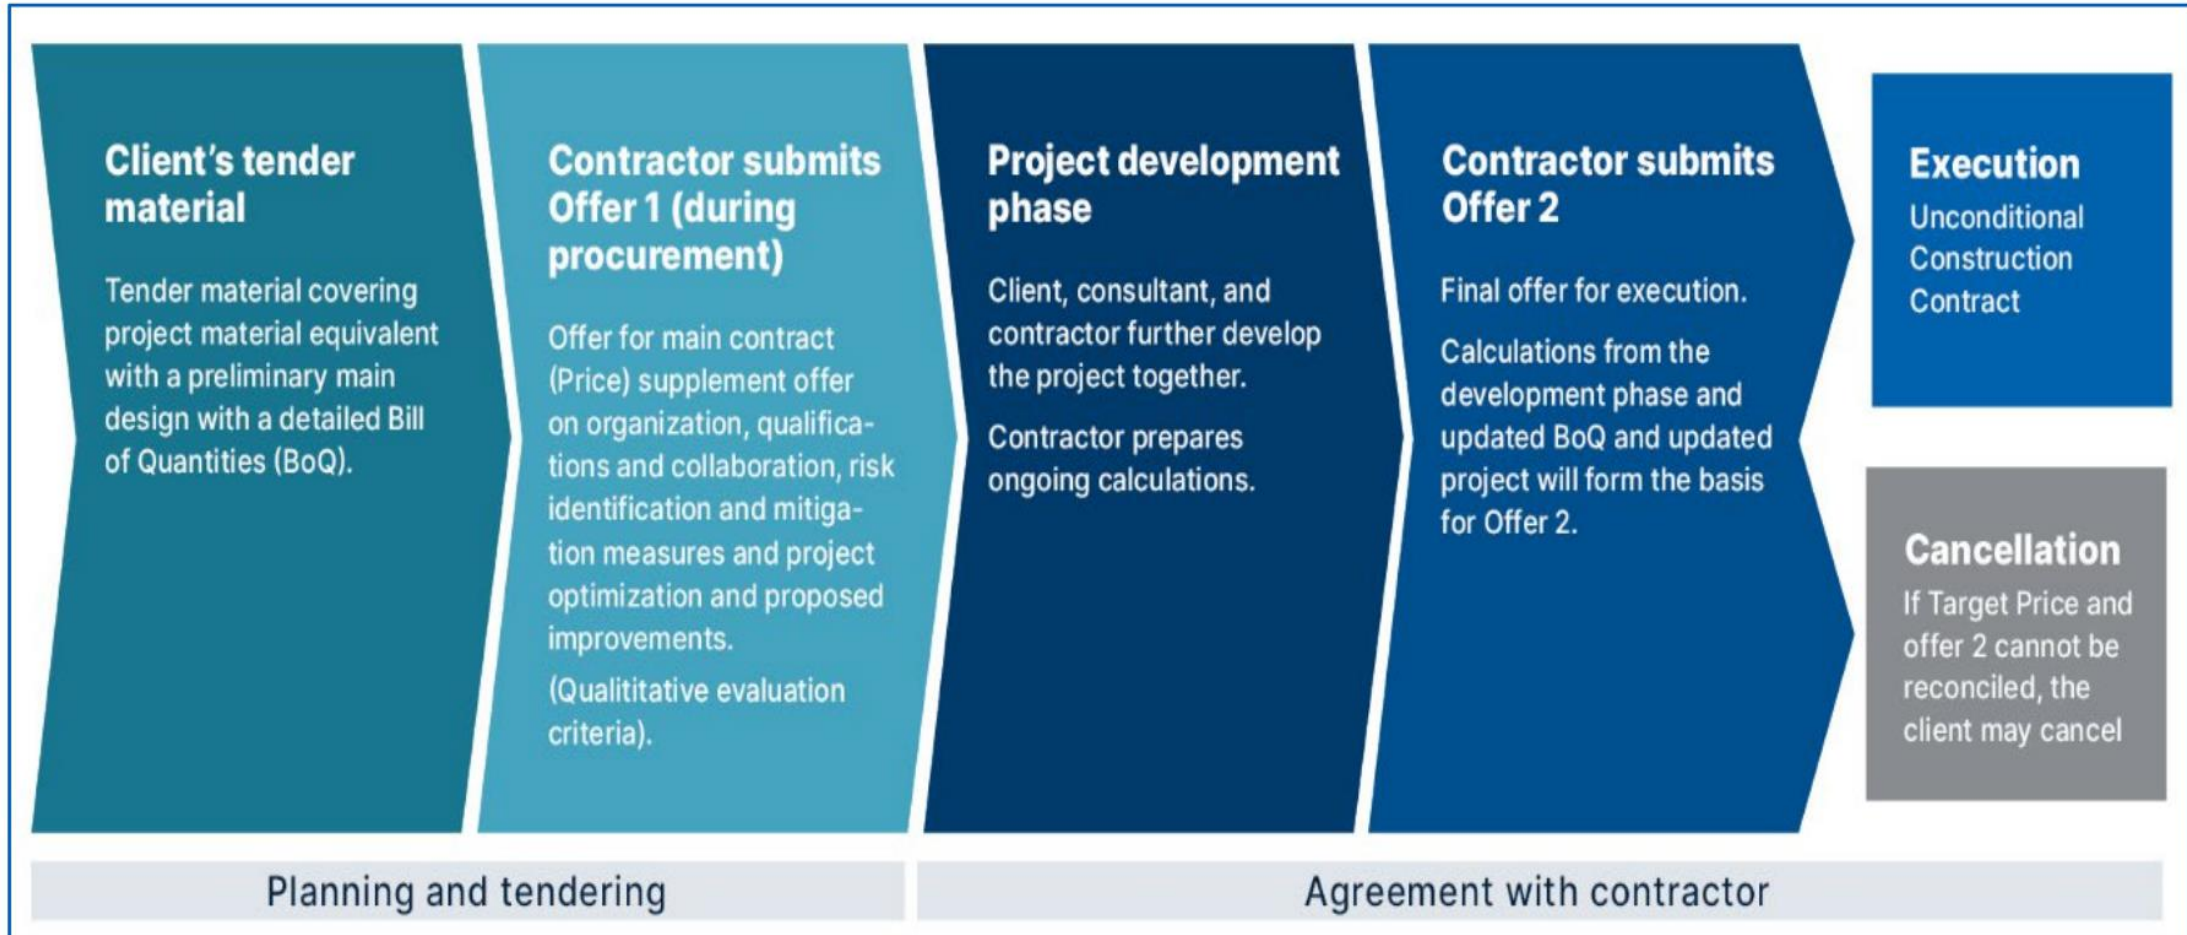 Client's tender
material
Tender material covering
project material equivalent
with a preliminary main
design with a detailed Bill
of Quantities (BoQ).
Contractor submits
Offer 1 (during
procurement)
Offer for main contract
(Price) supplement offer
on organization, qualifica-
tions and collaboration, risk
identification and mitiga-
tion measures and project
optimization and proposed
improvements.
(Qualititative evaluation
criteria).
Project development
phase
Client, consultant, and
contractor further develop
the project together.
Contractor prepares
ongoing calculations.
Contractor submits
Offer 2
Final offer for execution.
Calculations from the
development phase and
updated BoQ and updated
project will form the basis
for Offer 2.
Execution
Unconditional
Construction
Contract
Cancellation
If Target Price and
offer 2 cannot be
reconciled, the
client may cancel
Planning and tendering
Agreement with contractor